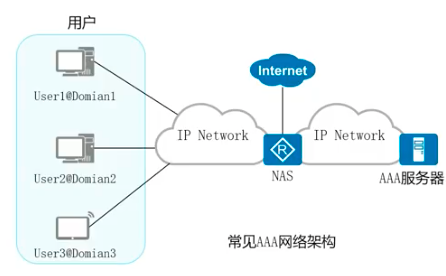 用户
User1@Domian1
User2@Domian2
User3@Domian3
IP Network
Internet
R
NAS
IP Network
AAA服务器
常见AAA网络架构